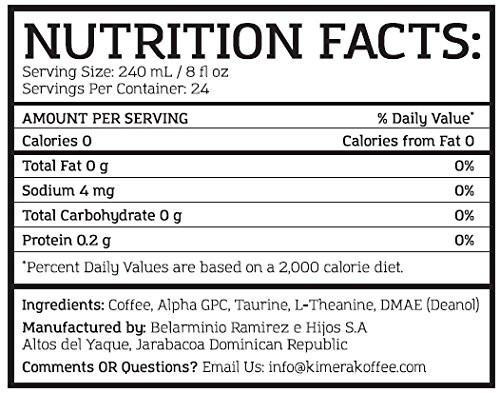 NUTRITION FACTS:
Serving Size: 240 mL / 8 fl oz
Servings Per Container: 24
AMOUNT PER SERVING % Daily Value*
Calories 0 Calories from Fat 0
Total Fat 0 g 0%
Sodium 4 mg 0%
Total Carbohydrate 0 g 0%
Protein 0.2 g 0%
*Percent Daily Values are based on a 2,000 calorie diet.
Ingredients: Coffee, Alpha GPC, Taurine, L-Theanine, DMAE (Deanol)
Manufactured by: Belarminio Ramirez e Hijos S.A
Altos del Yaque, Jarabacoa Dominican Republic
Comments OR Questions? Email Us: info@kimerakoffee.com